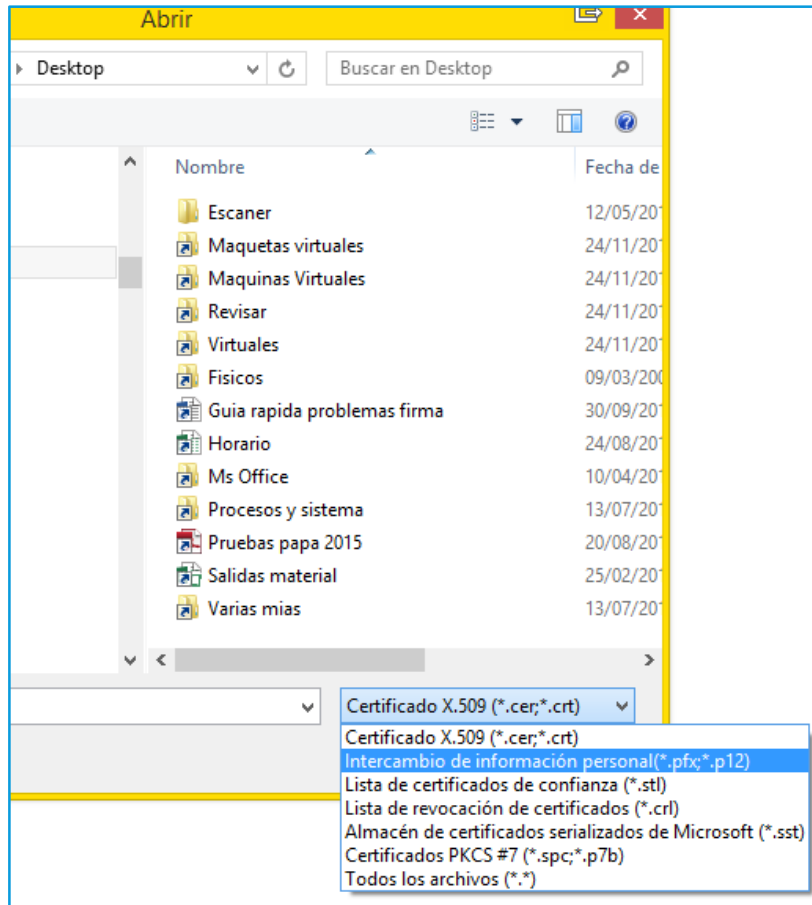 Abrir
Desktop
Buscar en Desktop
Nombre Fecha de
Escaner 12/05/201
Maquetas virtuales 24/11/201
Maquinas Virtuales 24/11/201
Revisar 24/11/201
Virtuales 24/11/201
Fisicos 09/03/200
Guia rapida problemas firma 30/09/201
Horario 24/08/201
Ms Office 10/04/201
Procesos y sistema 13/07/201
Pruebas papa 2015 20/08/201
Salidas material 25/02/201
Varias mias 13/07/201
Certificado X.509 (*.cer;*.crt)
Certificado X.509 (*.cer;*.crt)
Intercambio de información personal(*.pfx;*.p12)
Lista de certificados de confianza (*.stl)
Lista de revocación de certificados (*.crl)
Almacén de certificados serializados de Microsoft (*.sst)
Certificados PKCS #7 (*.spc;*.p7b)
Todos los archivos (*.*)